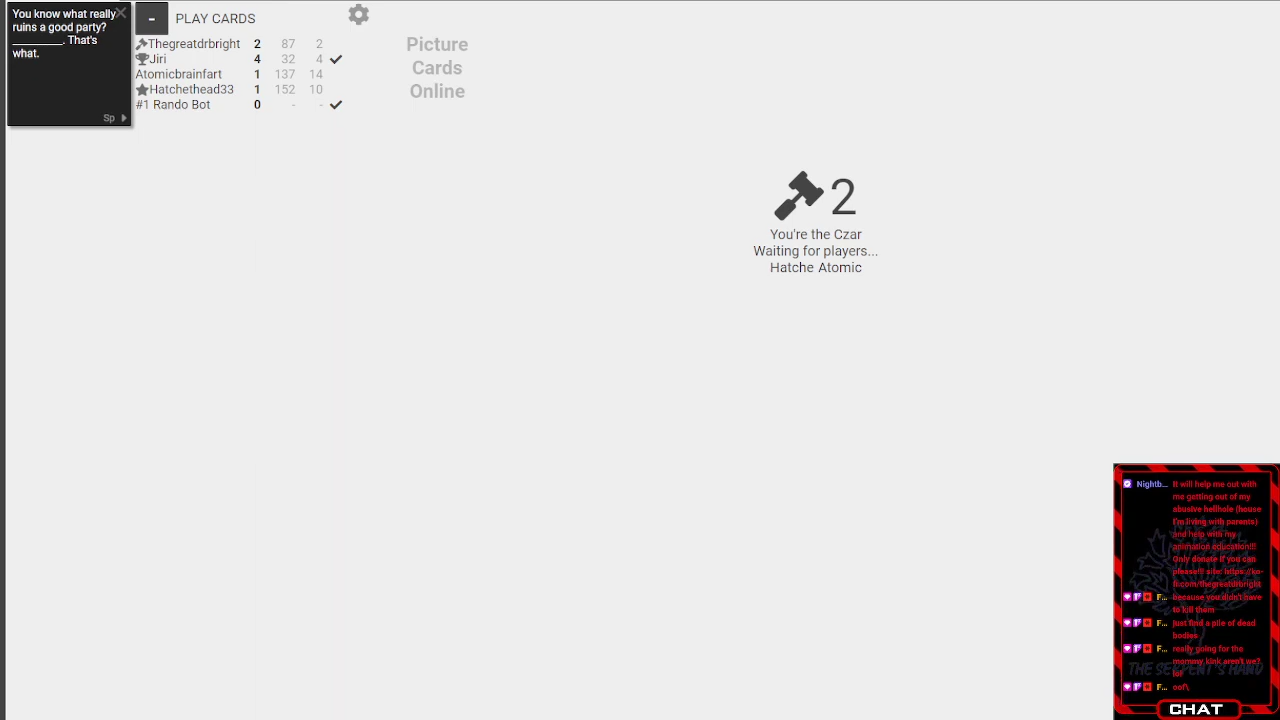 You know what really
ruins a good party?
_________. That's
what.
Sp
-
PLAY CARDS
Thegreatdrbright 2 87 2
Jiri 4 32 4
Atomicbrainfart 1 137 14
Hatchethead33 1 152 10
#1 Rando Bot 0 - -
Picture
Cards
Online
2
You're the Czar
Waiting for players...
Hatche Atomic
Nightb... It will help me out with
me getting out of my
abusive hellhole (house
I'm living with parents)
and help with my
animation education!!!
Only donate if you can
please!!! site: https://ko-
fi.com/thegreatdrbright
F... because you didn't have
to kill them
F... just find a pile of dead
bodies
F... really going for the
mommy kink aren't we?
lol
THE SERPENT'S HAND
F... oof\
CHAT